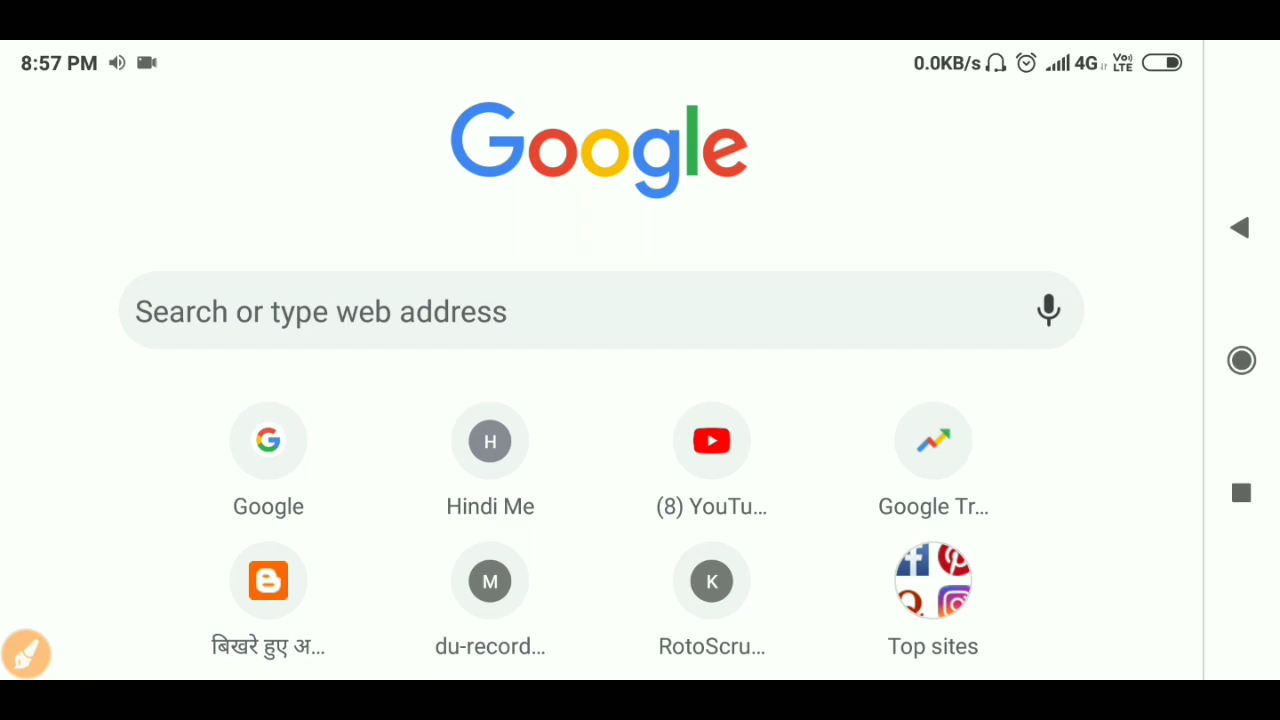 8:57 PM 0.0KB/s 4G Vo) LTE
Google
Search or type web address
G H
Google Hindi Me (8) YouTu... Google Tr...
M K
बिखरे हुए अ... du-record... RotoScru... Top sites